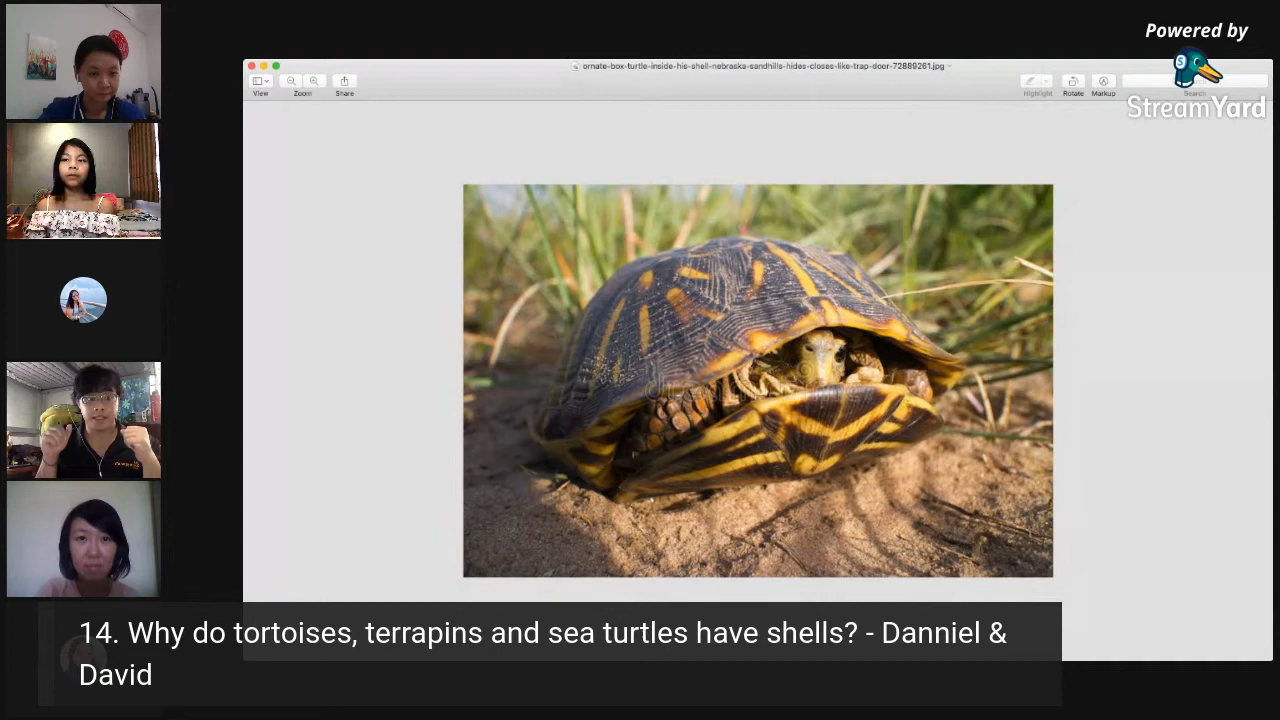 Powered by
StreamYard
ornate-box-turtle-inside-his-shell-nebraska-sandhills-hides-closes-like-trap-door-72889261.jpg
View
Zoom
Share
Highlight
Rotate
Markup
Search
14. Why do tortoises, terrapins and sea turtles have shells? - Danniel &
David